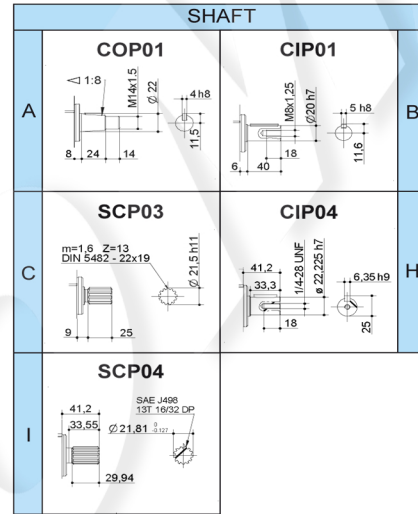 SHAFT
A
COP01
1:8
M14x1.5
Ø 22
4 h8
11,5
8
24
14
CIP01
M8x1,25
Ø20 h7
5 h8
11,6
18
6
40
B
C
SCP03
m=1,6 Z=13
DIN 5482 - 22x19
Ø 21,5 h11
9
25
CIP04
41,2
33,3
1/4-28 UNF
ø 22,225 h7
6,35 h9
18
25
H
I
SCP04
41,2
33,55
SAE J498
13T 16/32 DP
Ø 21,81 0 -0.127
29,94